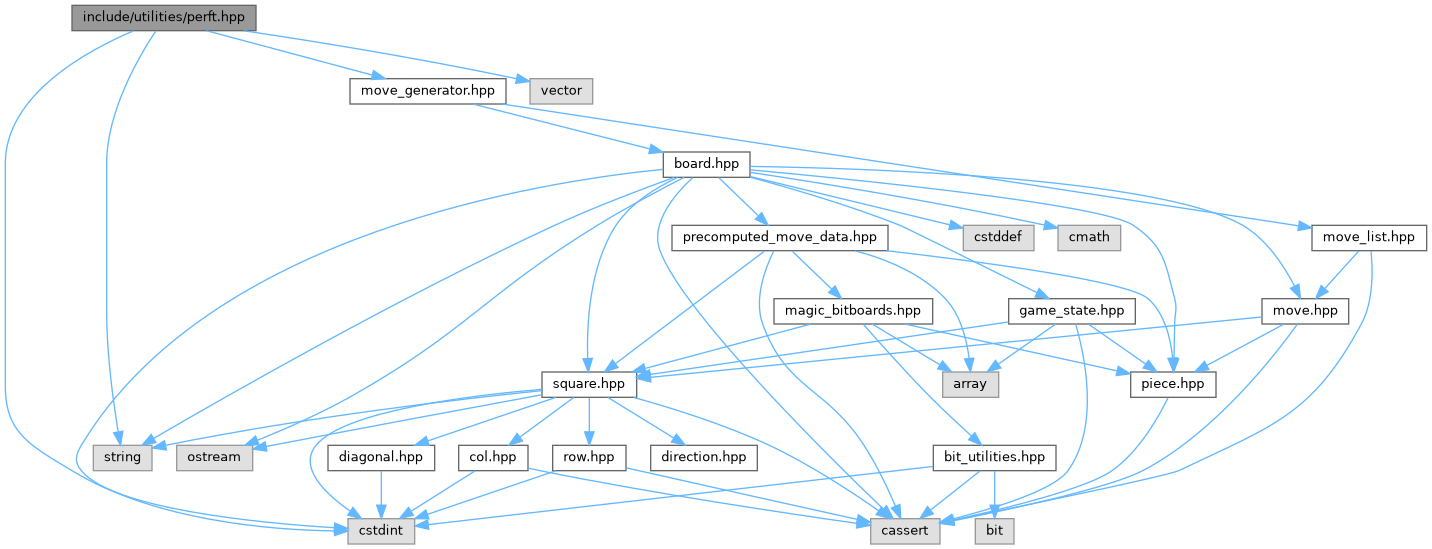 include/utilities/perft.hpp
move_generator.hpp
vector
board.hpp
precomputed_move_data.hpp
cstddef
cmath
move_list.hpp
magic_bitboards.hpp
game_state.hpp
move.hpp
square.hpp
array
piece.hpp
string
ostream
diagonal.hpp
col.hpp
row.hpp
direction.hpp
bit_utilities.hpp
cstdint
cassert
bit